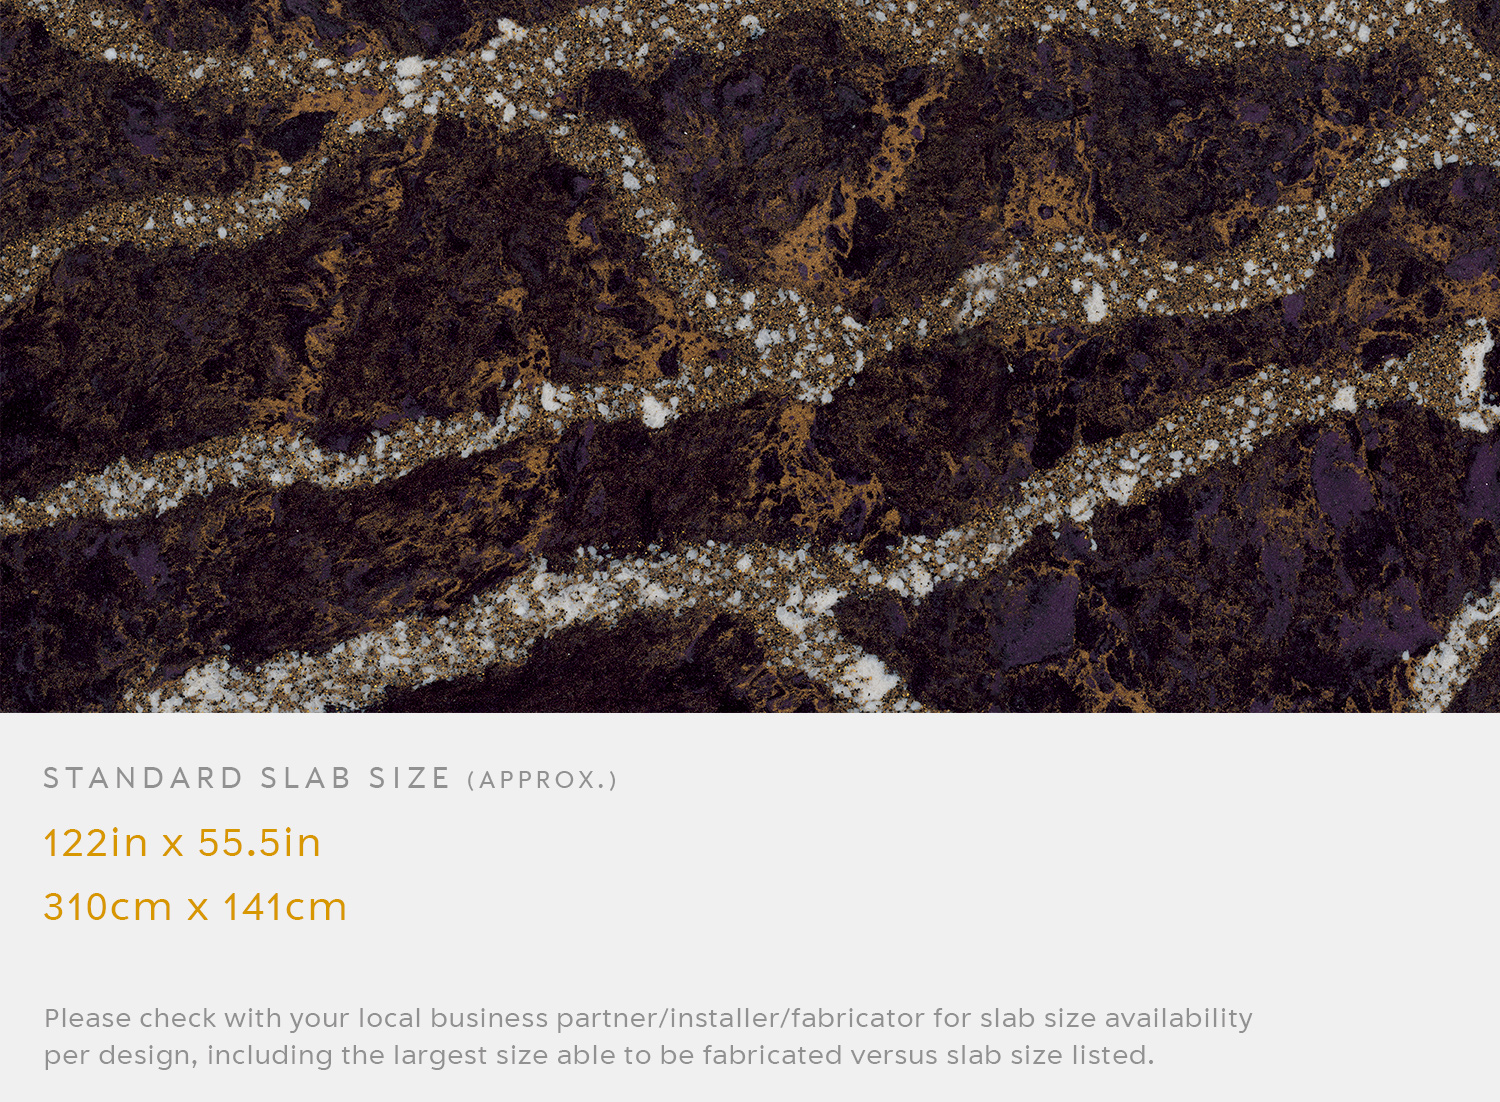 STANDARD SLAB SIZE (APPROX.)
122in x 55.5in
310cm x 141cm
Please check with your local business partner/installer/fabricator for slab size availability
per design, including the largest size able to be fabricated versus slab size listed.